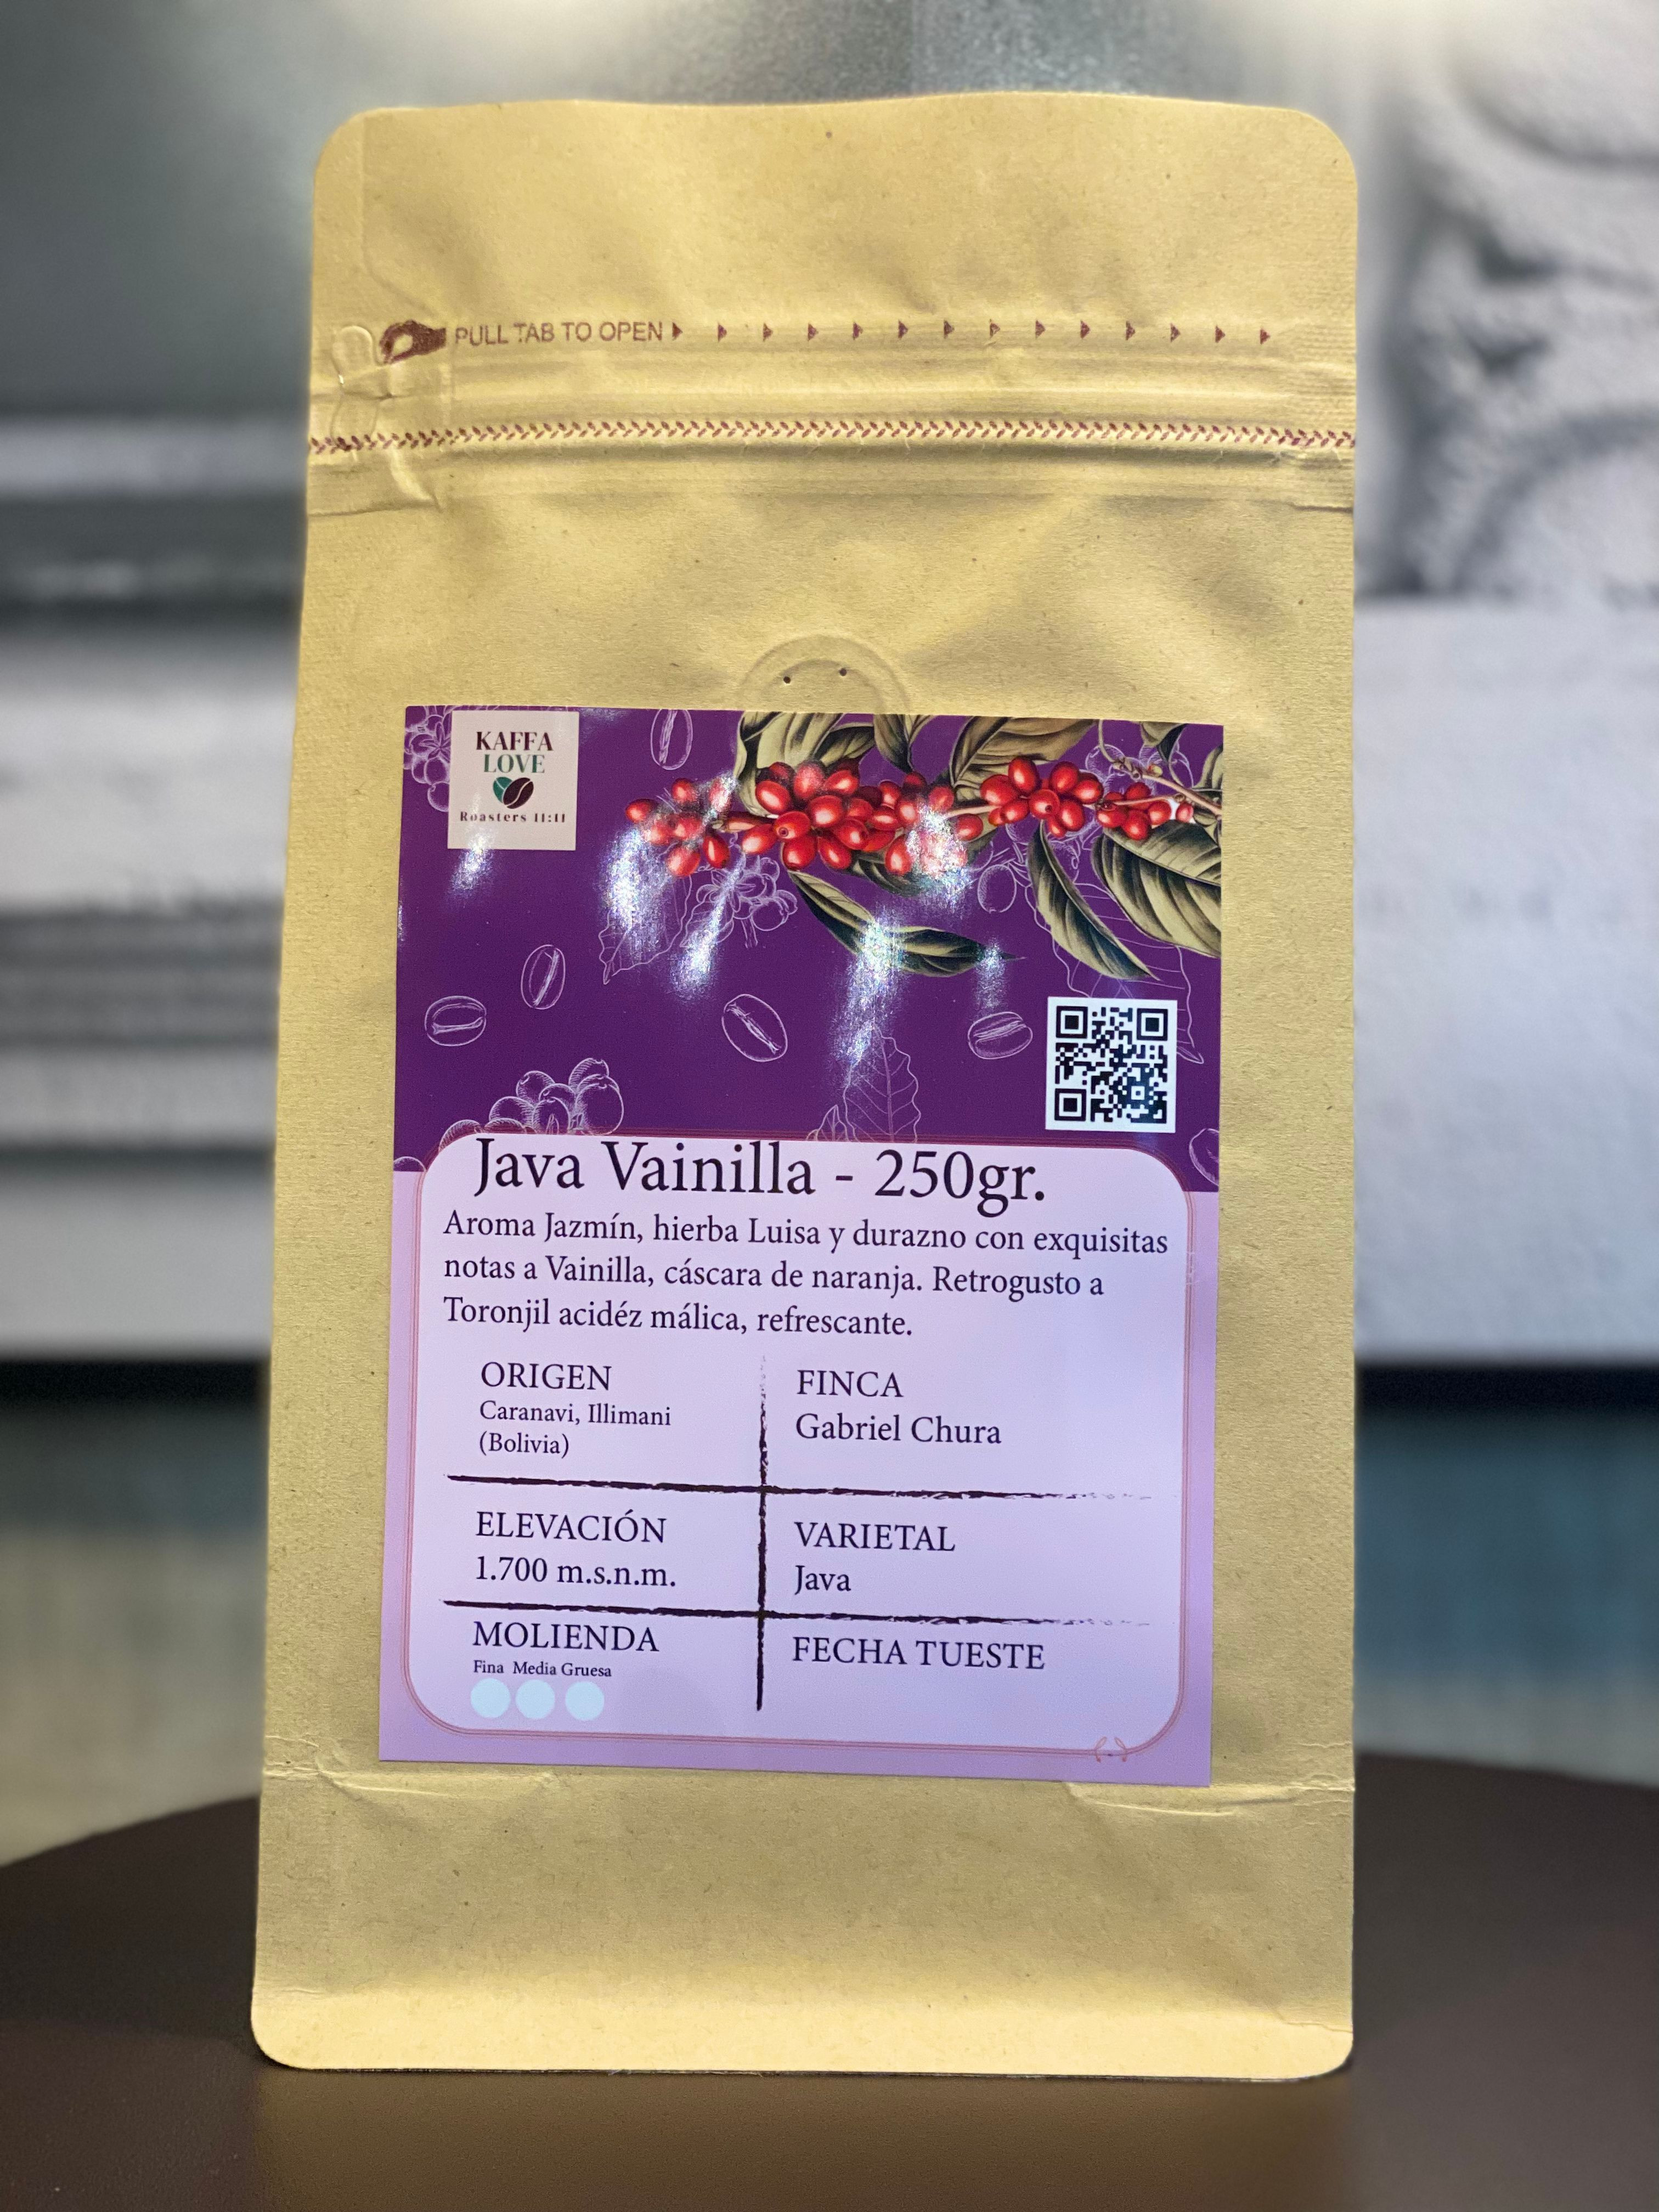 PULL TAB TO OPEN
KAFFA
LOVE
Roasters 11:11
Java Vainilla - 250gr.
Aroma Jazmín, hierba Luisa y durazno con exquisitas
notas a Vainilla, cáscara de naranja. Retrogusto a
Toronjil acidéz málica, refrescante.
ORIGEN
Caranavi, Illimani
(Bolivia)
FINCA
Gabriel Chura
ELEVACIÓN
1.700 m.s.n.m.
VARIETAL
Java
MOLIENDA
Fina Media Gruesa
FECHA TUESTE